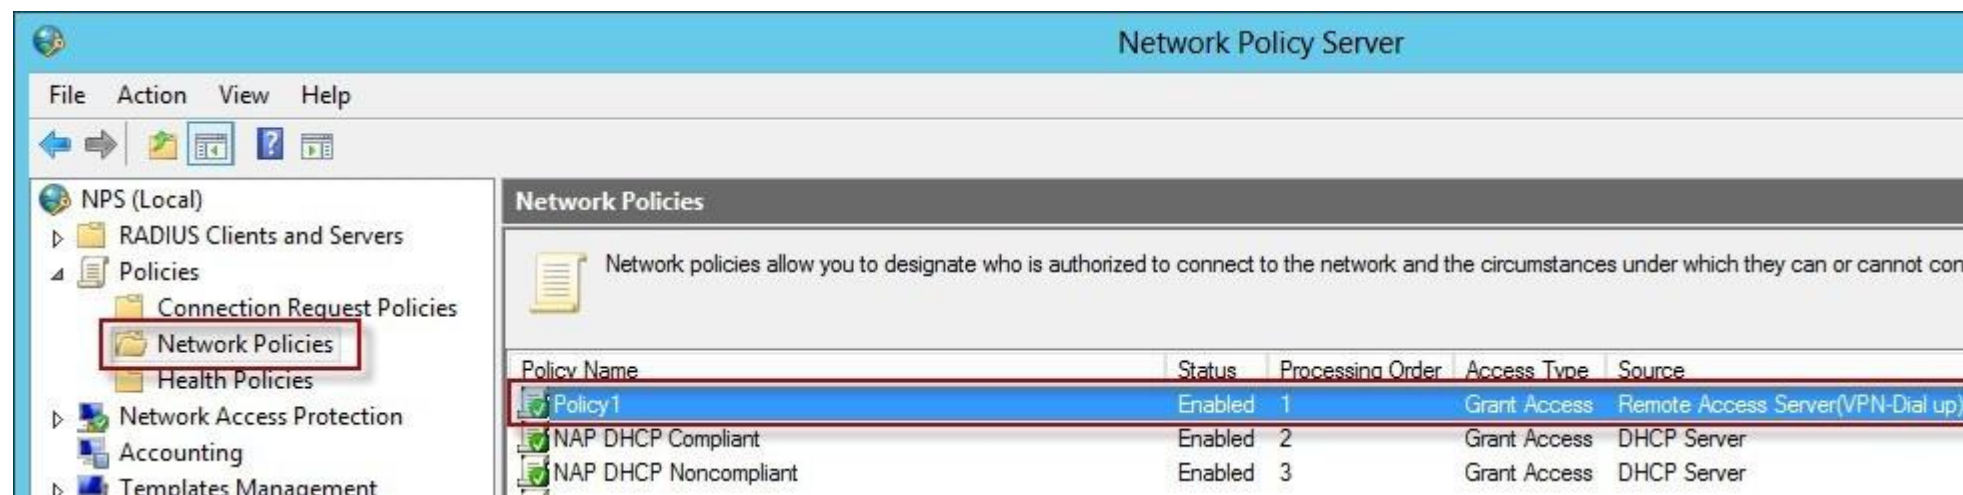 Network Policy Server
File Action View Help
NPS (Local)
RADIUS Clients and Servers
Policies
Connection Request Policies
Network Policies
Health Policies
Network Access Protection
Accounting
Templates Management
Network Policies
Network policies allow you to designate who is authorized to connect to the network and the circumstances under which they can or cannot con
Policy Name Status Processing Order Access Type Source
Policy1 Enabled 1 Grant Access Remote Access Server(VPN-Dial up)
NAP DHCP Compliant Enabled 2 Grant Access DHCP Server
NAP DHCP Noncompliant Enabled 3 Grant Access DHCP Server